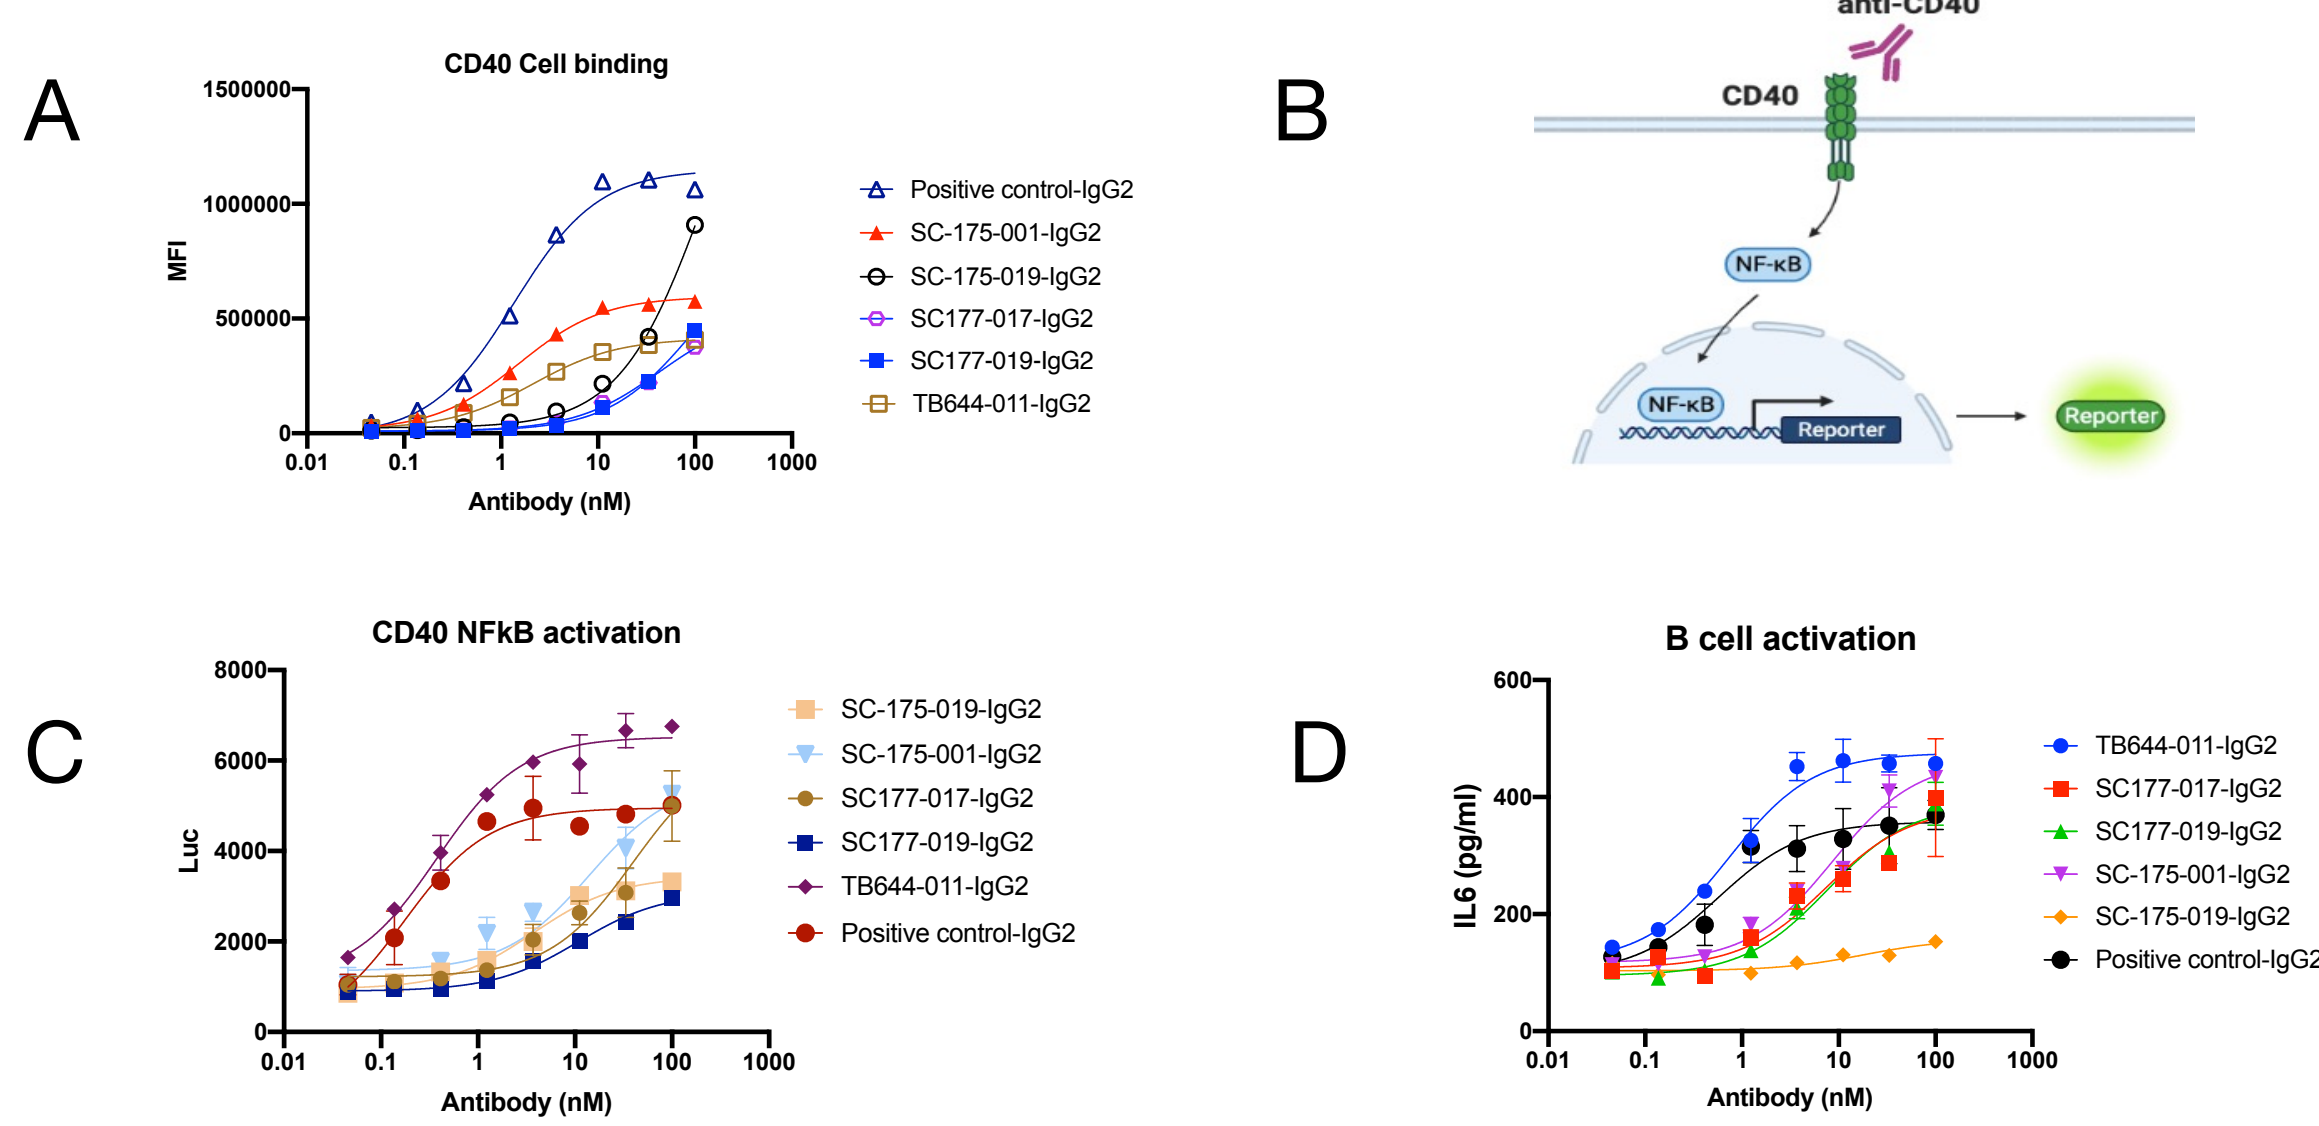 A
CD40 Cell binding
1500000
1000000
500000
0
MFI
0.01 0.1 1 10 100 1000
Antibody (nM)
Positive control-IgG2
SC-175-001-IgG2
SC-175-019-IgG2
SC177-017-IgG2
SC177-019-IgG2
TB644-011-IgG2
B
anti-CD40
CD40
NF-κB
NF-κB
Reporter
Reporter
C
CD40 NFkB activation
8000
6000
4000
2000
0
Luc
0.01 0.1 1 10 100 1000
Antibody (nM)
SC-175-019-IgG2
SC-175-001-IgG2
SC177-017-IgG2
SC177-019-IgG2
TB644-011-IgG2
Positive control-IgG2
D
B cell activation
600
400
200
0
IL6 (pg/ml)
0.01 0.1 1 10 100 1000
Antibody (nM)
TB644-011-IgG2
SC177-017-IgG2
SC177-019-IgG2
SC-175-001-IgG2
SC-175-019-IgG2
Positive control-IgG2